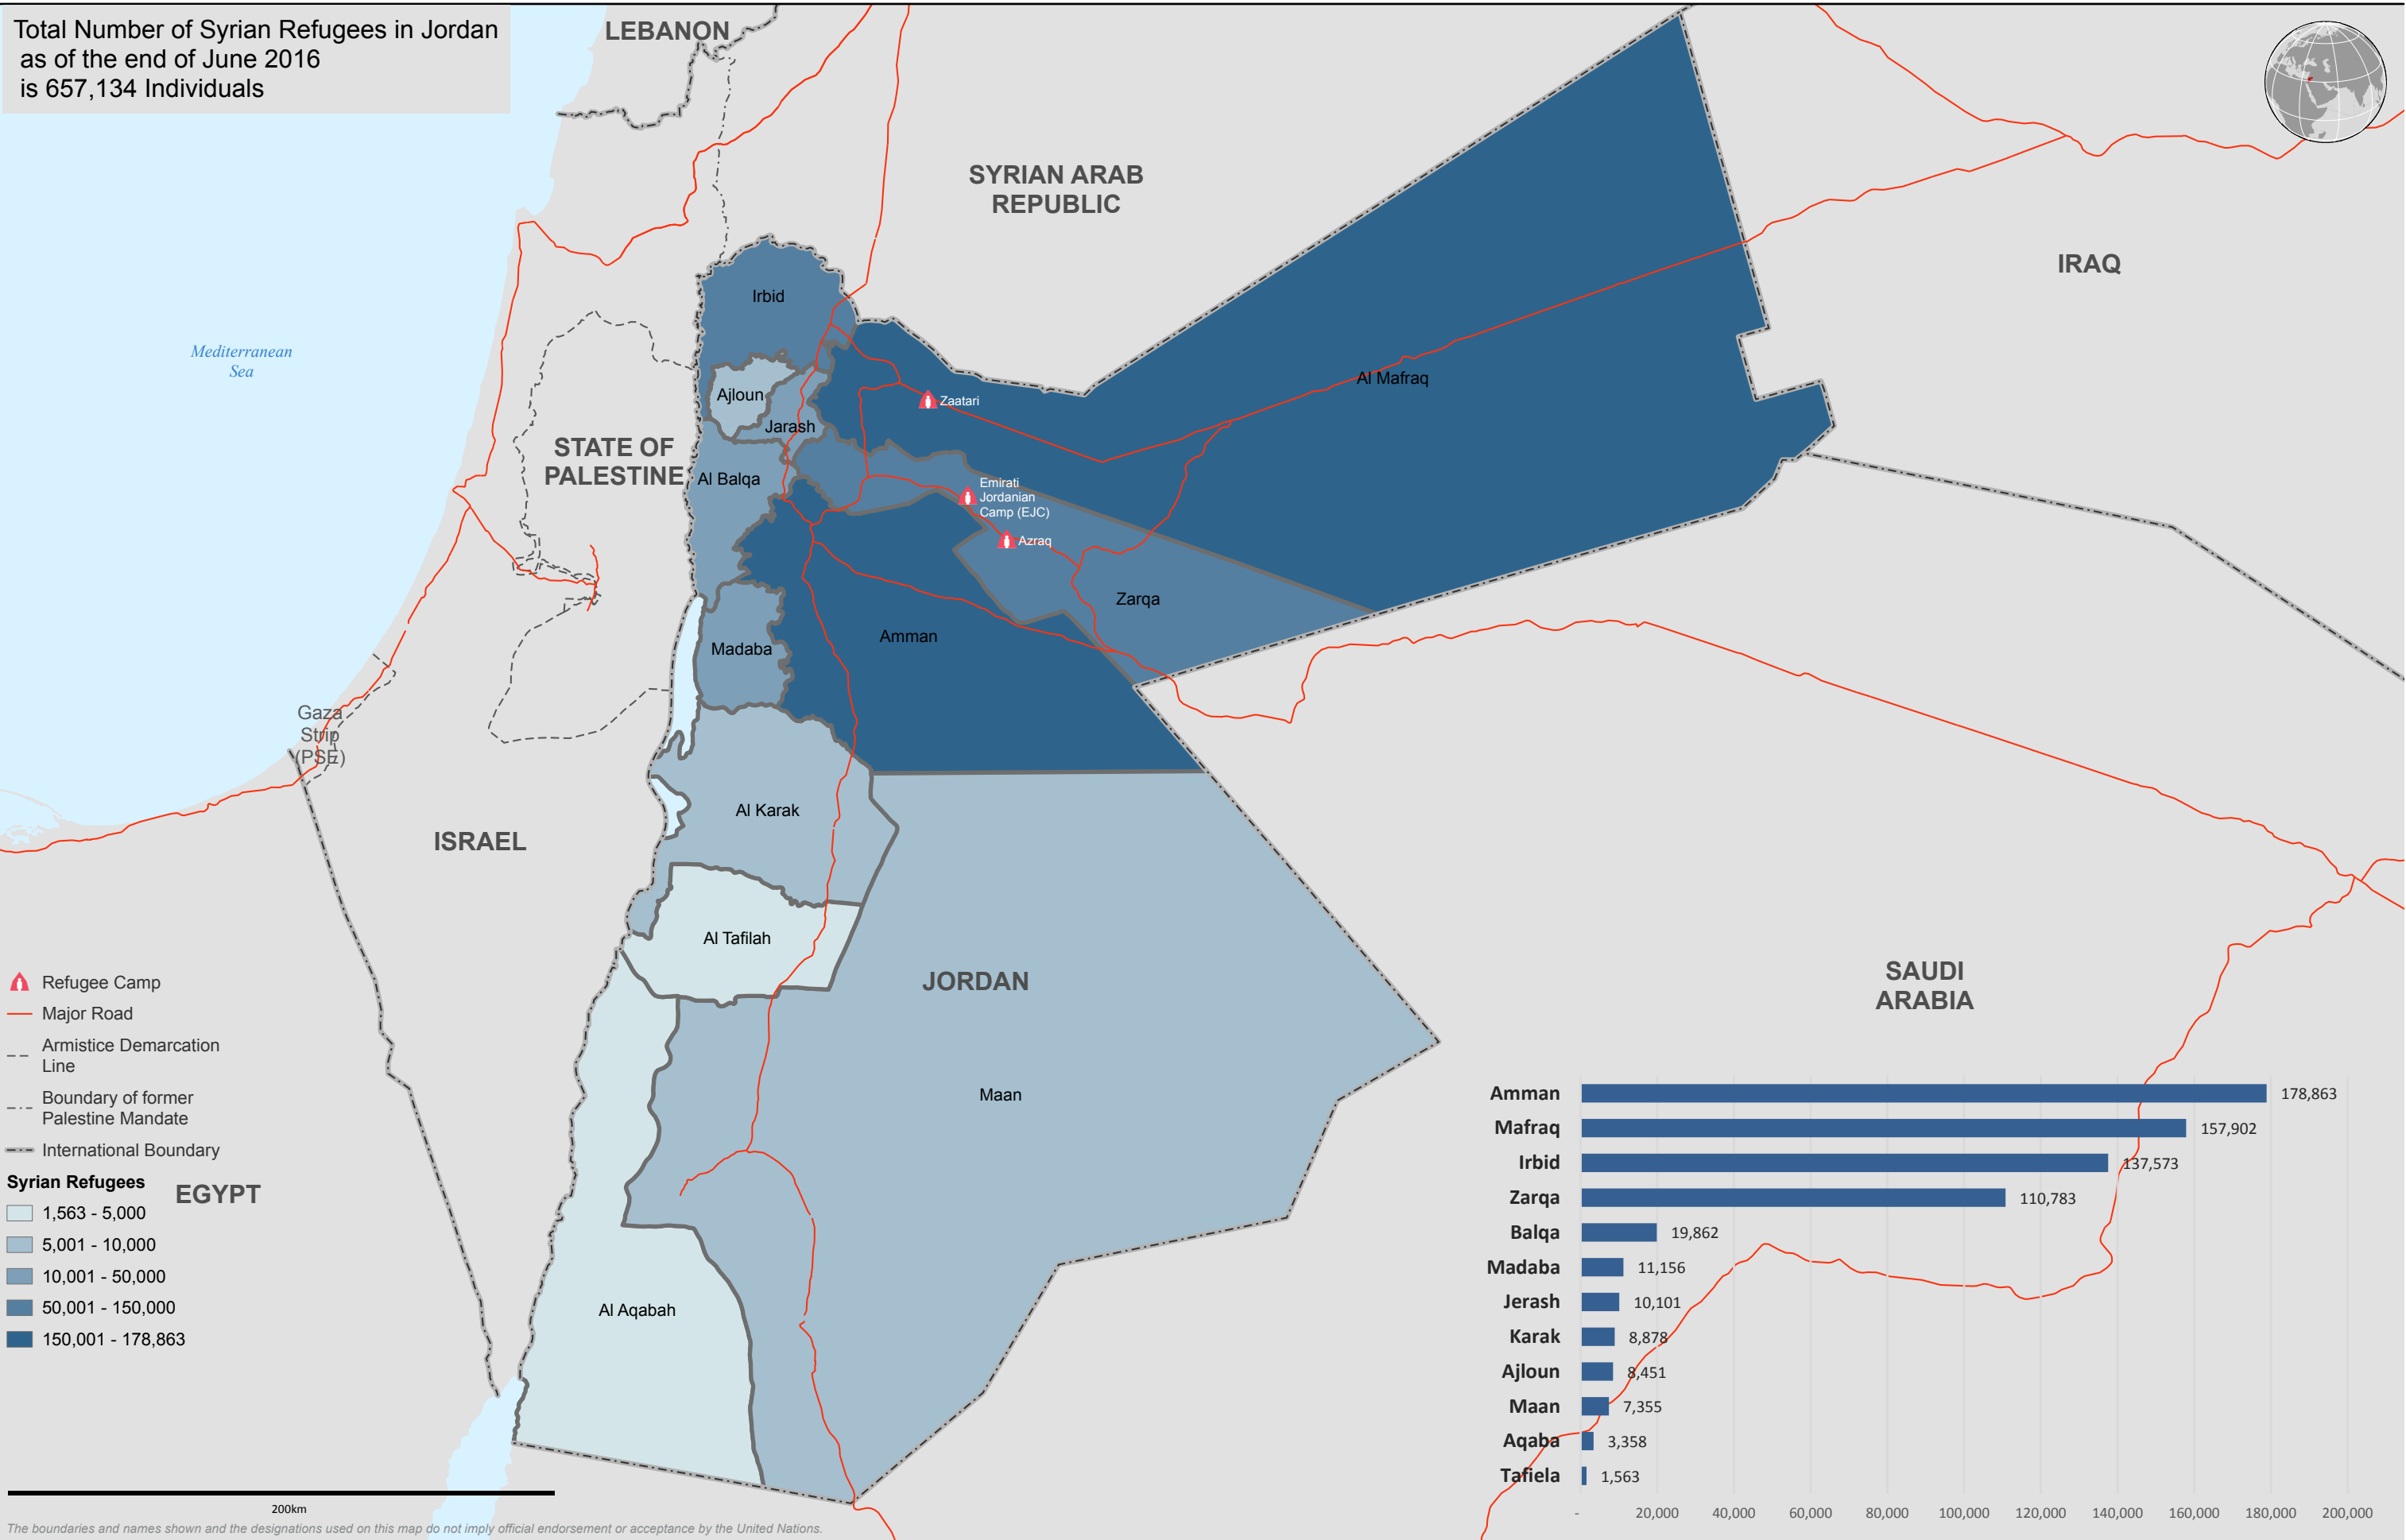 Total Number of Syrian Refugees in Jordan
as of the end of June 2016
is 657,134 Individuals
LEBANON
SYRIAN ARAB
REPUBLIC
IRAQ
Mediterranean
Sea
Irbid
Ajloun
Jarash
Zaatari
Al Mafraq
STATE OF
PALESTINE
Al Balqa
Emirati
Jordanian
Camp (EJC)
Azraq
Zarqa
Amman
Madaba
Gaza
Strip
(PSE)
Al Karak
ISRAEL
Al Tafilah
JORDAN
SAUDI
ARABIA
Maan
Al Aqabah
EGYPT
Refugee Camp
Major Road
Armistice Demarcation
Line
Boundary of former
Palestine Mandate
International Boundary
Syrian Refugees
1,563 - 5,000
5,001 - 10,000
10,001 - 50,000
50,001 - 150,000
150,001 - 178,863
Amman 178,863
Mafraq 157,902
Irbid 137,573
Zarqa 110,783
Balqa 19,862
Madaba 11,156
Jerash 10,101
Karak 8,878
Ajloun 8,451
Maan 7,355
Aqaba 3,358
Tafiela 1,563
- 20,000 40,000 60,000 80,000 100,000 120,000 140,000 160,000 180,000 200,000
200km
The boundaries and names shown and the designations used on this map do not imply official endorsement or acceptance by the United Nations.